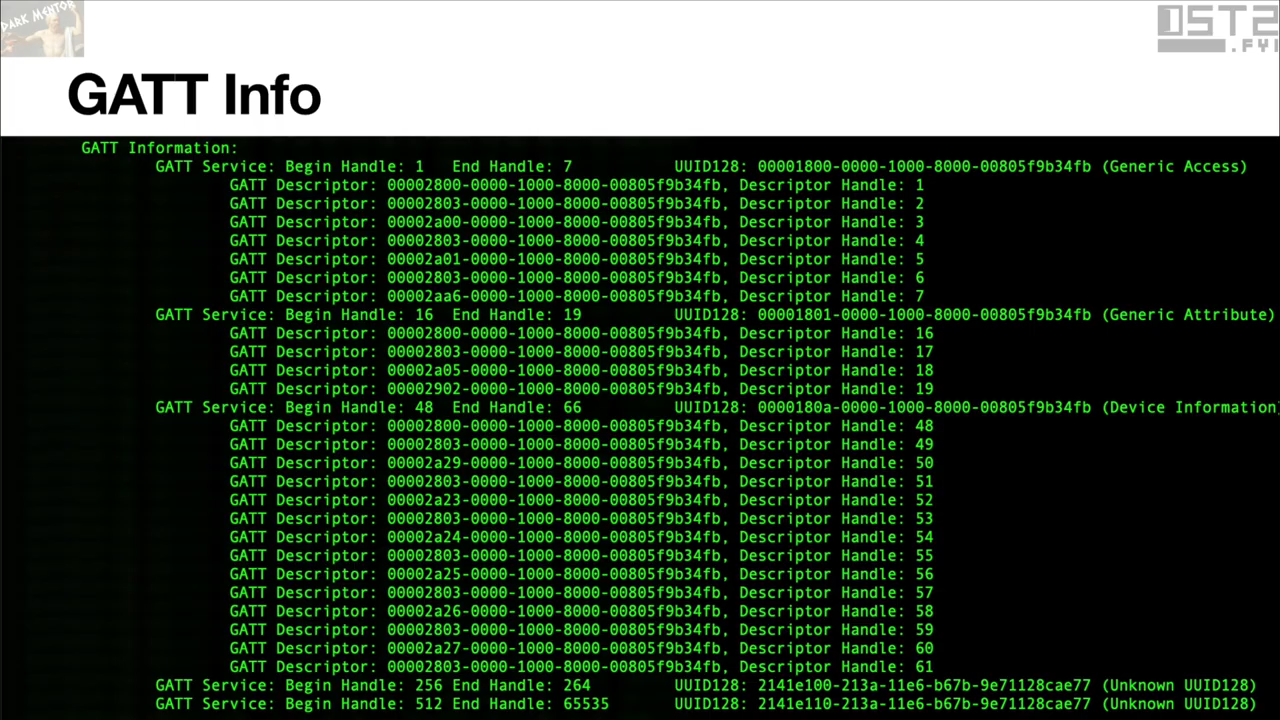 DARK MENTOR
OST2
.FYI
GATT Info
GATT Information:
GATT Service: Begin Handle: 1 End Handle: 7 UUID128: 00001800-0000-1000-8000-00805f9b34fb (Generic Access)
GATT Descriptor: 00002800-0000-1000-8000-00805f9b34fb, Descriptor Handle: 1
GATT Descriptor: 00002803-0000-1000-8000-00805f9b34fb, Descriptor Handle: 2
GATT Descriptor: 00002a00-0000-1000-8000-00805f9b34fb, Descriptor Handle: 3
GATT Descriptor: 00002803-0000-1000-8000-00805f9b34fb, Descriptor Handle: 4
GATT Descriptor: 00002a01-0000-1000-8000-00805f9b34fb, Descriptor Handle: 5
GATT Descriptor: 00002803-0000-1000-8000-00805f9b34fb, Descriptor Handle: 6
GATT Descriptor: 00002aa6-0000-1000-8000-00805f9b34fb, Descriptor Handle: 7
GATT Service: Begin Handle: 16 End Handle: 19 UUID128: 00001801-0000-1000-8000-00805f9b34fb (Generic Attribute)
GATT Descriptor: 00002800-0000-1000-8000-00805f9b34fb, Descriptor Handle: 16
GATT Descriptor: 00002803-0000-1000-8000-00805f9b34fb, Descriptor Handle: 17
GATT Descriptor: 00002a05-0000-1000-8000-00805f9b34fb, Descriptor Handle: 18
GATT Descriptor: 00002902-0000-1000-8000-00805f9b34fb, Descriptor Handle: 19
GATT Service: Begin Handle: 48 End Handle: 66 UUID128: 0000180a-0000-1000-8000-00805f9b34fb (Device Information)
GATT Descriptor: 00002800-0000-1000-8000-00805f9b34fb, Descriptor Handle: 48
GATT Descriptor: 00002803-0000-1000-8000-00805f9b34fb, Descriptor Handle: 49
GATT Descriptor: 00002a29-0000-1000-8000-00805f9b34fb, Descriptor Handle: 50
GATT Descriptor: 00002803-0000-1000-8000-00805f9b34fb, Descriptor Handle: 51
GATT Descriptor: 00002a23-0000-1000-8000-00805f9b34fb, Descriptor Handle: 52
GATT Descriptor: 00002803-0000-1000-8000-00805f9b34fb, Descriptor Handle: 53
GATT Descriptor: 00002a24-0000-1000-8000-00805f9b34fb, Descriptor Handle: 54
GATT Descriptor: 00002803-0000-1000-8000-00805f9b34fb, Descriptor Handle: 55
GATT Descriptor: 00002a25-0000-1000-8000-00805f9b34fb, Descriptor Handle: 56
GATT Descriptor: 00002803-0000-1000-8000-00805f9b34fb, Descriptor Handle: 57
GATT Descriptor: 00002a26-0000-1000-8000-00805f9b34fb, Descriptor Handle: 58
GATT Descriptor: 00002803-0000-1000-8000-00805f9b34fb, Descriptor Handle: 59
GATT Descriptor: 00002a27-0000-1000-8000-00805f9b34fb, Descriptor Handle: 60
GATT Descriptor: 00002803-0000-1000-8000-00805f9b34fb, Descriptor Handle: 61
GATT Service: Begin Handle: 256 End Handle: 264 UUID128: 2141e100-213a-11e6-b67b-9e71128cae77 (Unknown UUID128)
GATT Service: Begin Handle: 512 End Handle: 65535 UUID128: 2141e110-213a-11e6-b67b-9e71128cae77 (Unknown UUID128)